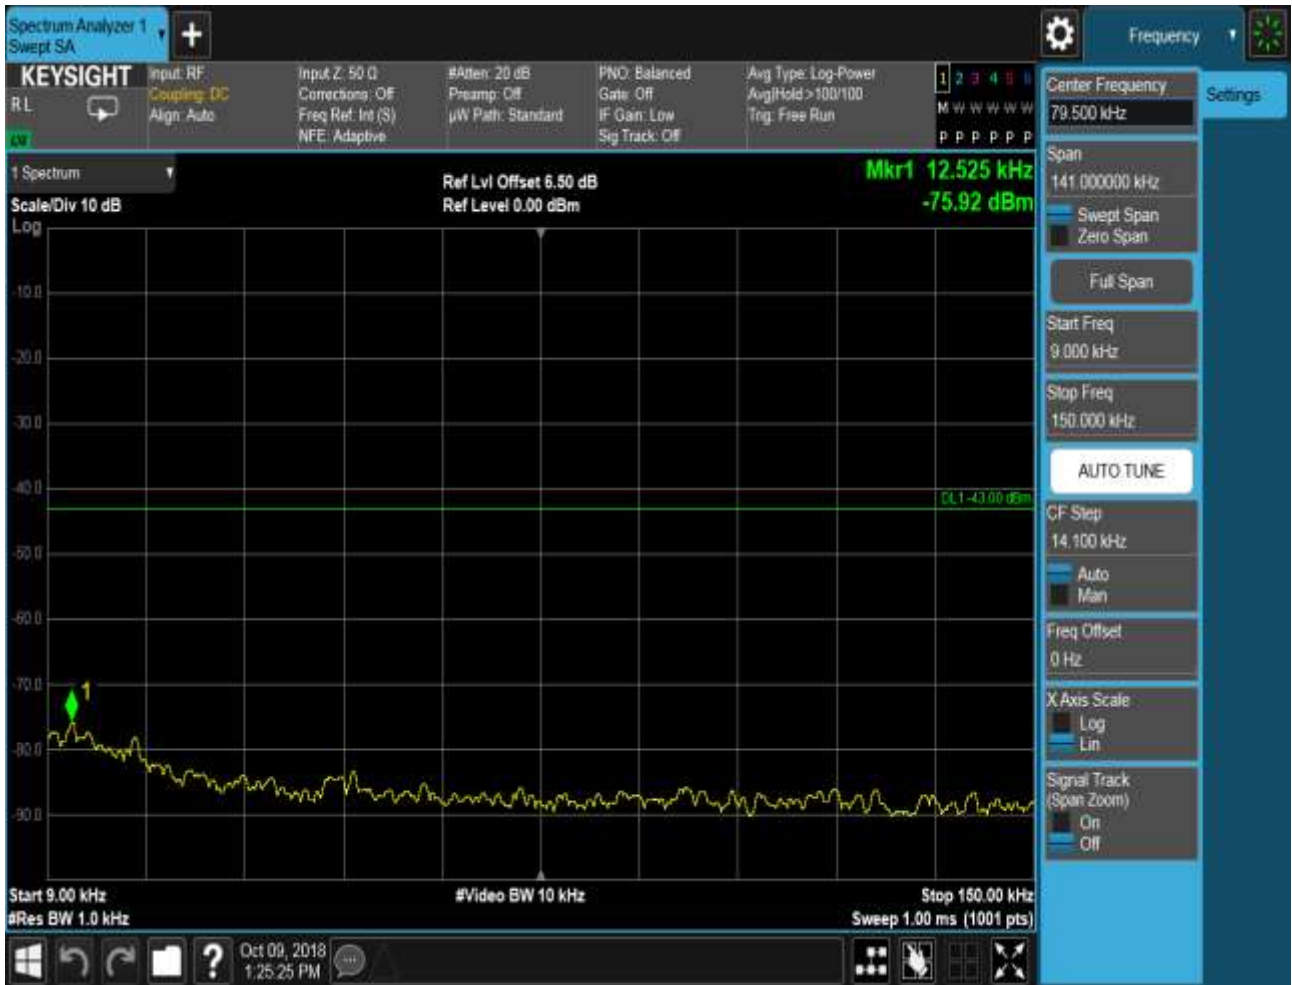 Spectrum Analyzer 1
Swept SA
+
Frequency
KEYSIGHT
R L
Input: RF
Coupling: DC
Align: Auto
Input Z: 50 Ω
Corrections: Off
Freq Ref: Int (S)
NFE: Adaptive
#Atten: 20 dB
Preamp: Off
µW Path: Standard
PNO: Balanced
Gate: Off
IF Gain: Low
Sig Track: Off
Avg Type: Log-Power
Avg|Hold:>100/100
Trig: Free Run
1 2 3 4 5 6
M W W W W W
P P P P P P
1 Spectrum
Scale/Div 10 dB
Log
Ref Lvl Offset 6.50 dB
Ref Level 0.00 dBm
Mkr1 12.525 kHz
-75.92 dBm
-10.0
-20.0
-30.0
-40.0
DL1 -43.00 dBm
-50.0
-60.0
-70.0
1
-80.0
-90.0
Start 9.00 kHz
#Res BW 1.0 kHz
#Video BW 10 kHz
Stop 150.00 kHz
Sweep 1.00 ms (1001 pts)
Center Frequency
79.500 kHz
Settings
Span
141.000000 kHz
Swept Span
Zero Span
Full Span
Start Freq
9.000 kHz
Stop Freq
150.000 kHz
AUTO TUNE
CF Step
14.100 kHz
Auto
Man
Freq Offset
0 Hz
X Axis Scale
Log
Lin
Signal Track
(Span Zoom)
On
Off
?
Oct 09, 2018
1:25:25 PM